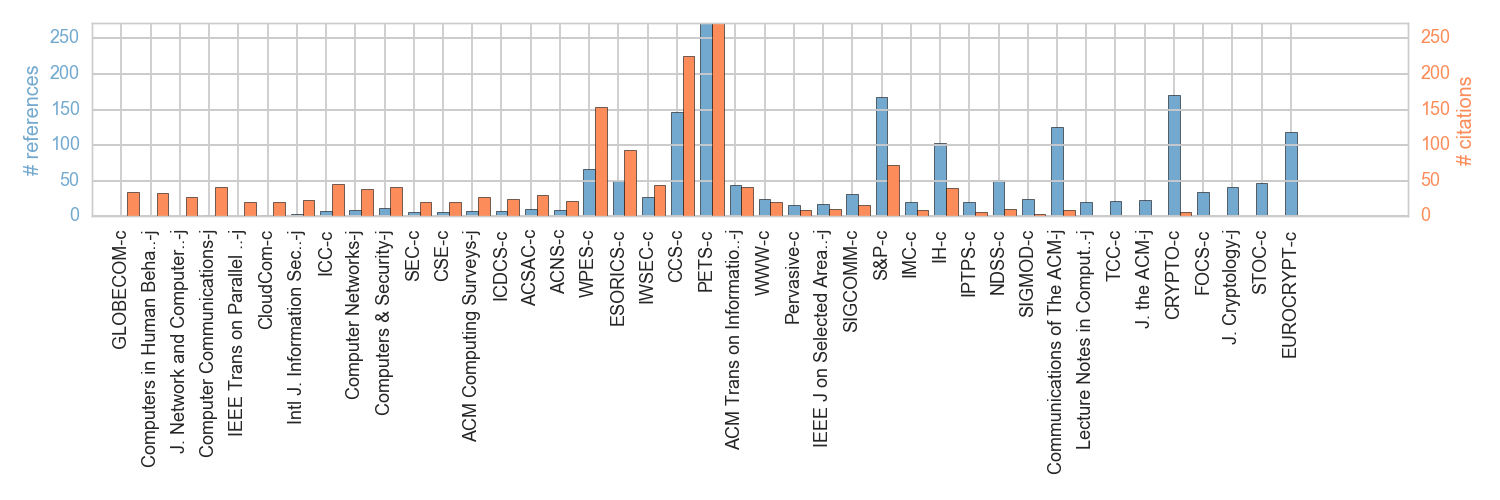 # references
250
200
150
100
50
0
250
200
150
100
50
0
# citations
GLOBECOM-c
Computers in Human Beha..-j
J. Network and Computer..-j
Computer Communications-j
IEEE Trans on Parallel ..-j
CloudCom-c
Intl J. Information Sec..-j
ICC-c
Computer Networks-j
Computers & Security-j
SEC-c
CSE-c
ACM Computing Surveys-j
ICDCS-c
ACSAC-c
ACNS-c
WPES-c
ESORICS-c
IWSEC-c
CCS-c
PETS-c
ACM Trans on Informatio..-j
WWW-c
Pervasive-c
IEEE J on Selected Area..-j
SIGCOMM-c
S&P-c
IMC-c
IH-c
IPTPS-c
NDSS-c
SIGMOD-c
Communications of The ACM-j
Lecture Notes in Comput..-j
TCC-c
J. the ACM-j
CRYPTO-c
FOCS-c
J. Cryptology-j
STOC-c
EUROCRYPT-c